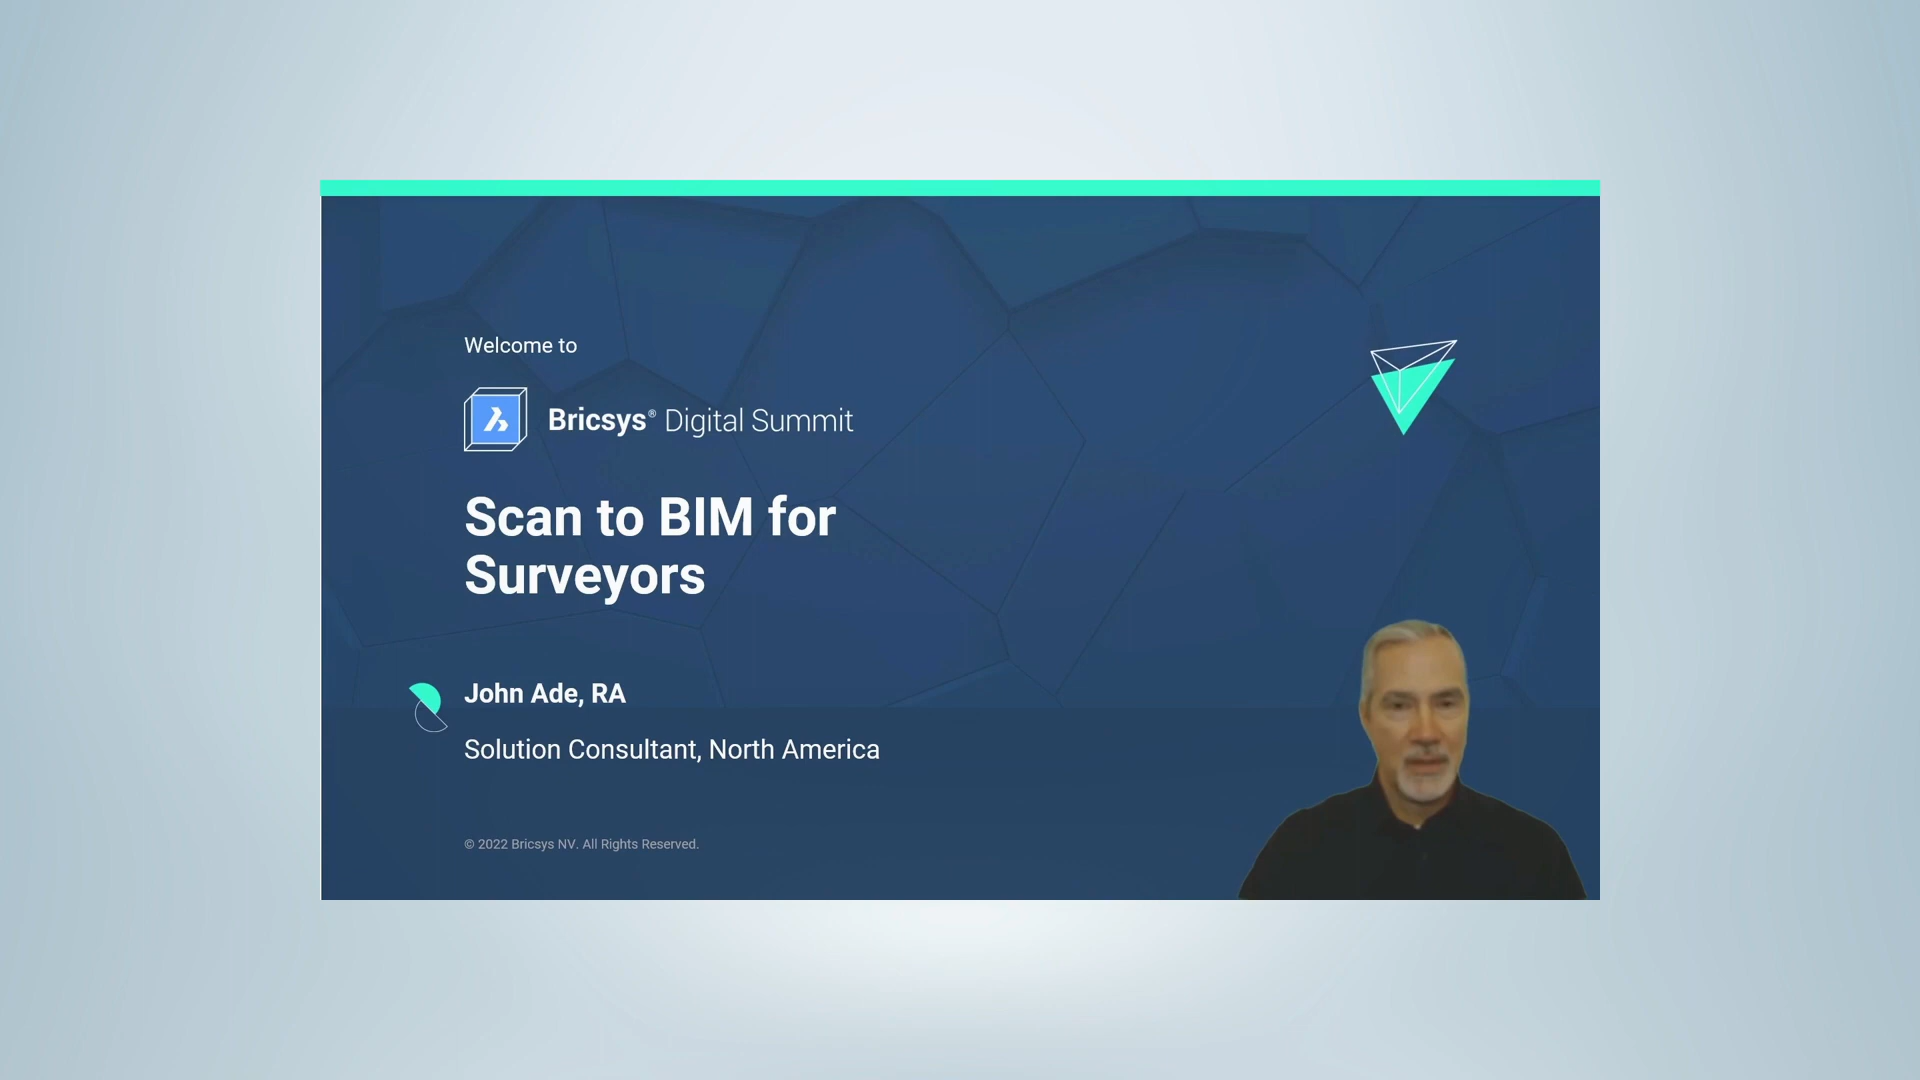 Welcome to
Bricsys® Digital Summit
Scan to BIM for
Surveyors
John Ade, RA
Solution Consultant, North America
© 2022 Bricsys NV. All Rights Reserved.